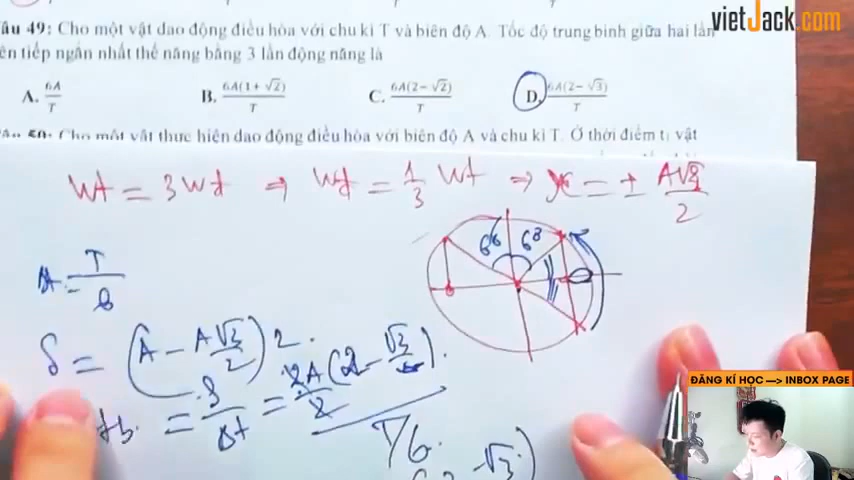 vietJack.com
âu 49: Cho một vật dao động điều hòa với chu kì T và biên độ A. Tốc độ trung bình giữa hai lần
ên tiếp ngắn nhất thế năng bằng 3 lần động năng là
A. 6A/T B. 6A(1+√2)/T C. 6A(2−√2)/T D. 6A(2−√3)/T
50: Cho một vật thực hiện dao động điều hòa với biên độ A và chu kì T. Ở thời điểm t₁ vật
Wt = 3Wđ ⇒ Wđ = 1/3 Wt ⇒ x = ± A√3/2
Δt = T/6
S = (A − A√3/2) 2.
tb. = S/Δt = 2A/2 (2 − √3)
T/6.
− √3)
ĐĂNG KÍ HỌC —> INBOX PAGE